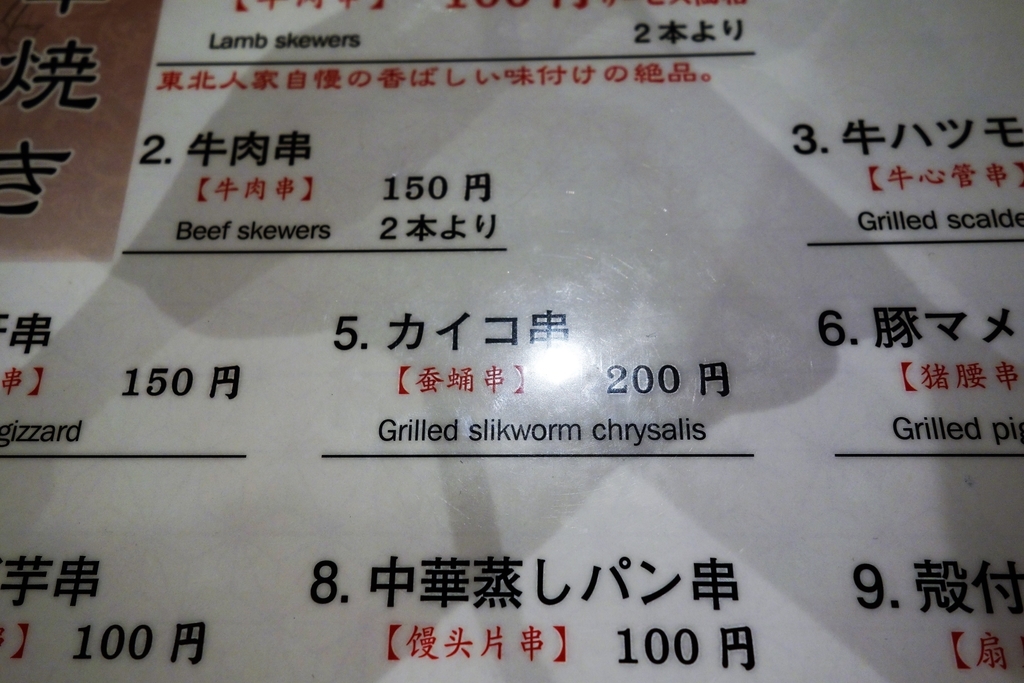 焼き
Lamb skewers 2本より
東北人家自慢の香ばしい味付けの絶品。
2. 牛肉串
【牛肉串】 150 円
Beef skewers 2本より
3. 牛ハツモ
【牛心管串】
Grilled scalde
串
串】 150 円
gizzard
5. カイコ串
【蚕蛹串】 200 円
Grilled slikworm chrysalis
6. 豚マメ
【猪腰串
Grilled pig
芋串
】 100 円
8. 中華蒸しパン串
【馒头片串】 100 円
9. 殻付
【扇